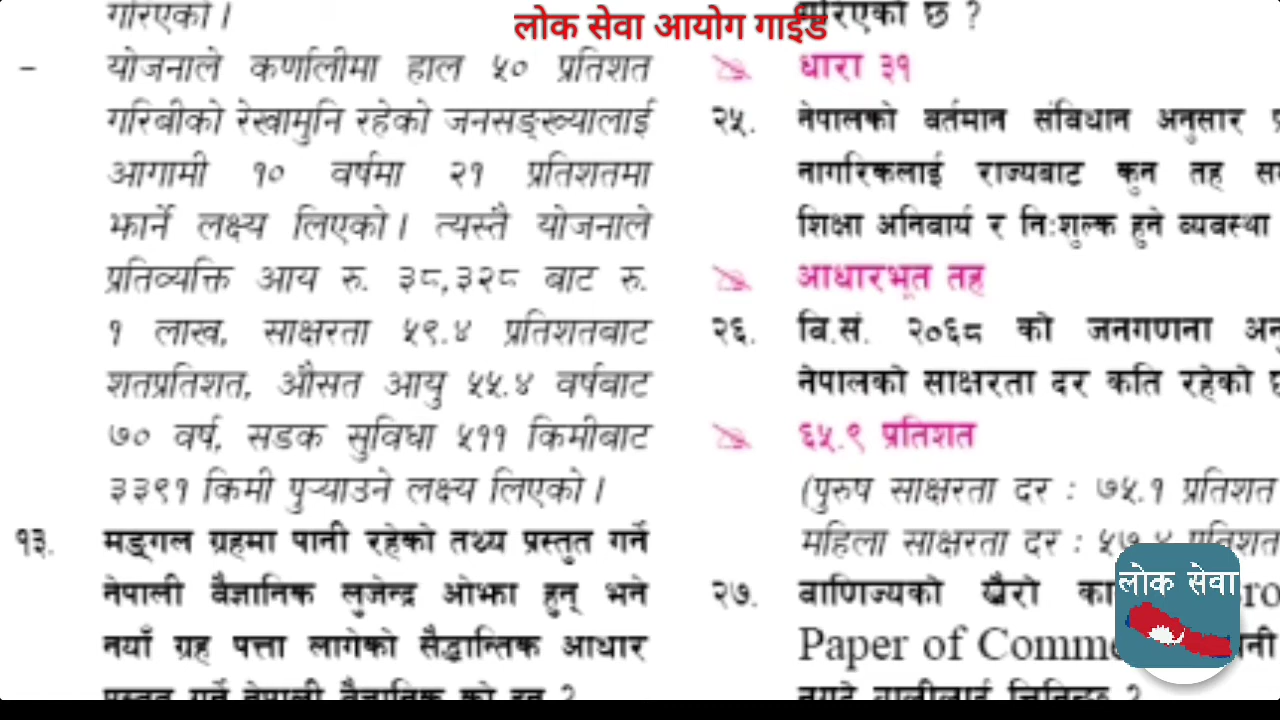 लोक सेवा आयोग गाईड
गरिएको ।
- योजनाले कर्णालीमा हाल ५० प्रतिशत
गरिबीको रेखामुनि रहेको जनसङ्ख्यालाई
आगामी १० वर्षमा २१ प्रतिशतमा
झार्ने लक्ष्य लिएको । त्यस्तै योजनाले
प्रतिव्यक्ति आय रु. ३८,३२८ बाट रु.
१ लाख, साक्षरता ५९.४ प्रतिशतबाट
शतप्रतिशत, औसत आयु ५५.४ वर्षबाट
७० वर्ष, सडक सुविधा ५११ किमीबाट
३३९१ किमी पुऱ्याउने लक्ष्य लिएको ।
१३. मङ्गल ग्रहमा पानी रहेको तथ्य प्रस्तुत गर्ने
नेपाली वैज्ञानिक लुजेन्द्र ओझा हुन् भने
नयाँ ग्रह पत्ता लागेको सैद्धान्तिक आधार
प्रस्तुत गर्ने नेपाली वैज्ञानिक को हुन् ?
गरिएको छ ?
धारा ३१
२५. नेपालको वर्तमान संविधान अनुसार
नागरिकलाई राज्यबाट कुन तह
शिक्षा अनिवार्य र नि:शुल्क हुने व्यवस्था
आधारभूत तह
२६. बि.सं. २०६८ को जनगणना
नेपालको साक्षरता दर कति रहेको
६५.९ प्रतिशत
(पुरुष साक्षरता दर : ७५.१ प्रतिशत
महिला साक्षरता दर : ५७.४ प्रतिशत
२७. वाणिज्यको खैरो
Paper of
लोक सेवा